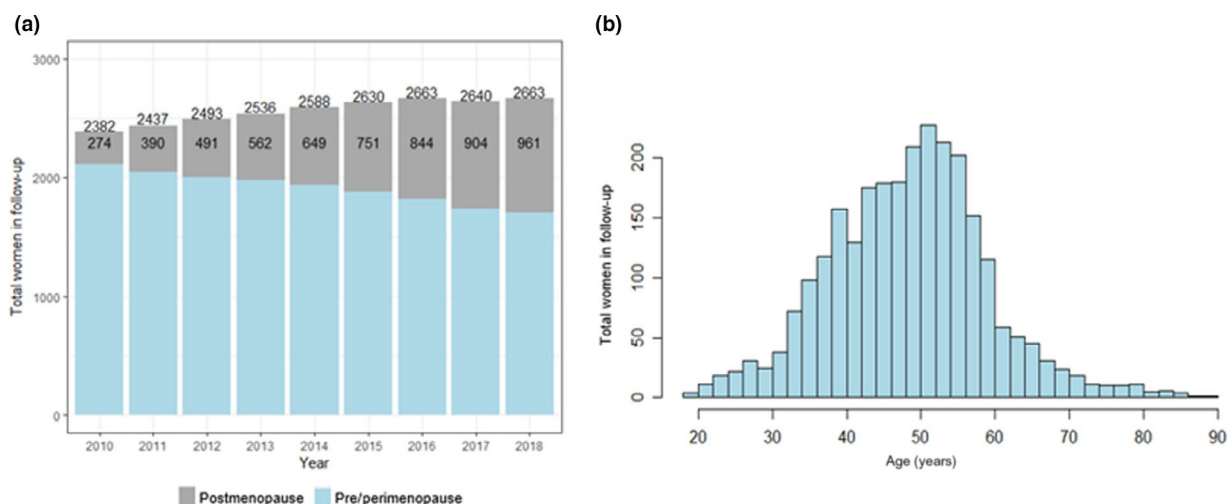 (a)
3000
2000
1000
0
Total women in follow-up
2382 2437 2493 2536 2588 2630 2663 2640 2663
274 390 491 562 649 751 844 904 961
2010 2011 2012 2013 2014 2015 2016 2017 2018
Year
Postmenopause Pre/perimenopause
(b)
200
150
100
50
0
Total women in follow-up
20 30 40 50 60 70 80 90
Age (years)